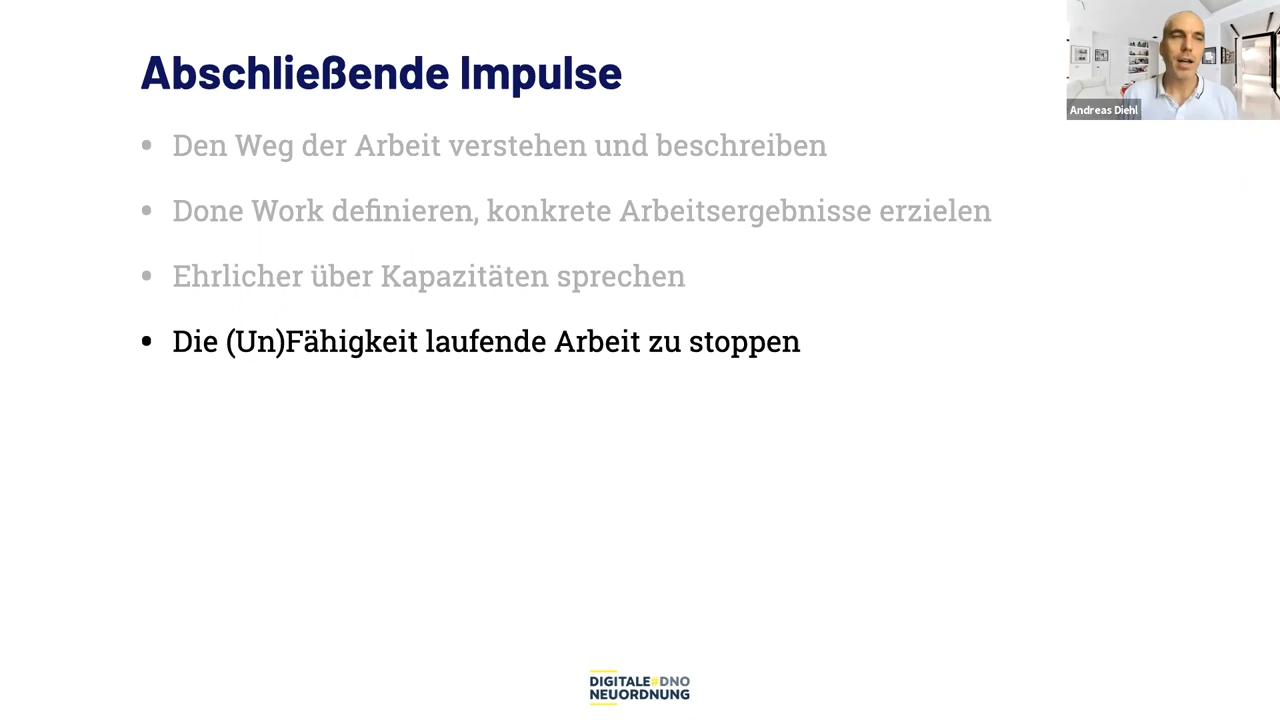 Abschließende Impulse
Andreas Diehl
• Den Weg der Arbeit verstehen und beschreiben
• Done Work definieren, konkrete Arbeitsergebnisse erzielen
• Ehrlicher über Kapazitäten sprechen
• Die (Un)Fähigkeit laufende Arbeit zu stoppen
DIGITALE#DNO
NEUORDNUNG